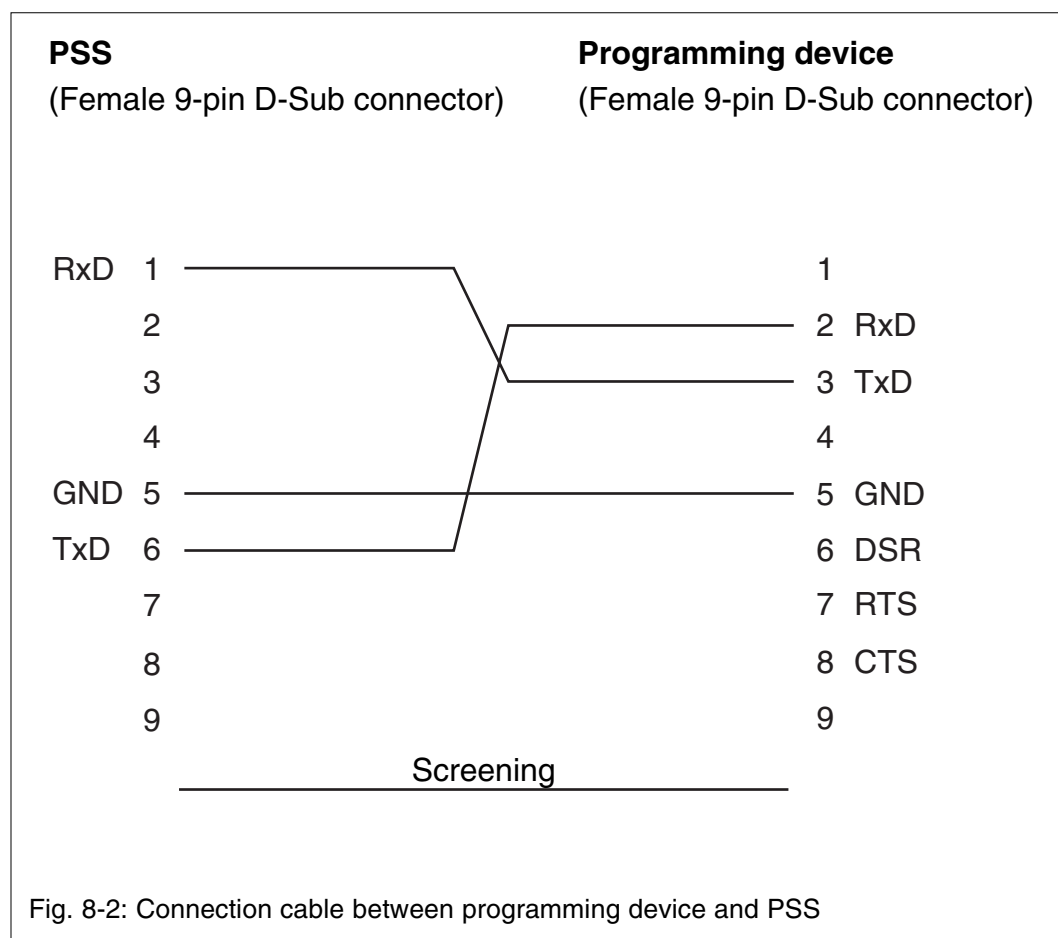 PSS Programming device
(Female 9-pin D-Sub connector) (Female 9-pin D-Sub connector)
RxD 1 1
2 2 RxD
3 3 TxD
4 4
GND 5 5 GND
TxD 6 6 DSR
7 7 RTS
8 8 CTS
9 9
Screening
Fig. 8-2: Connection cable between programming device and PSS